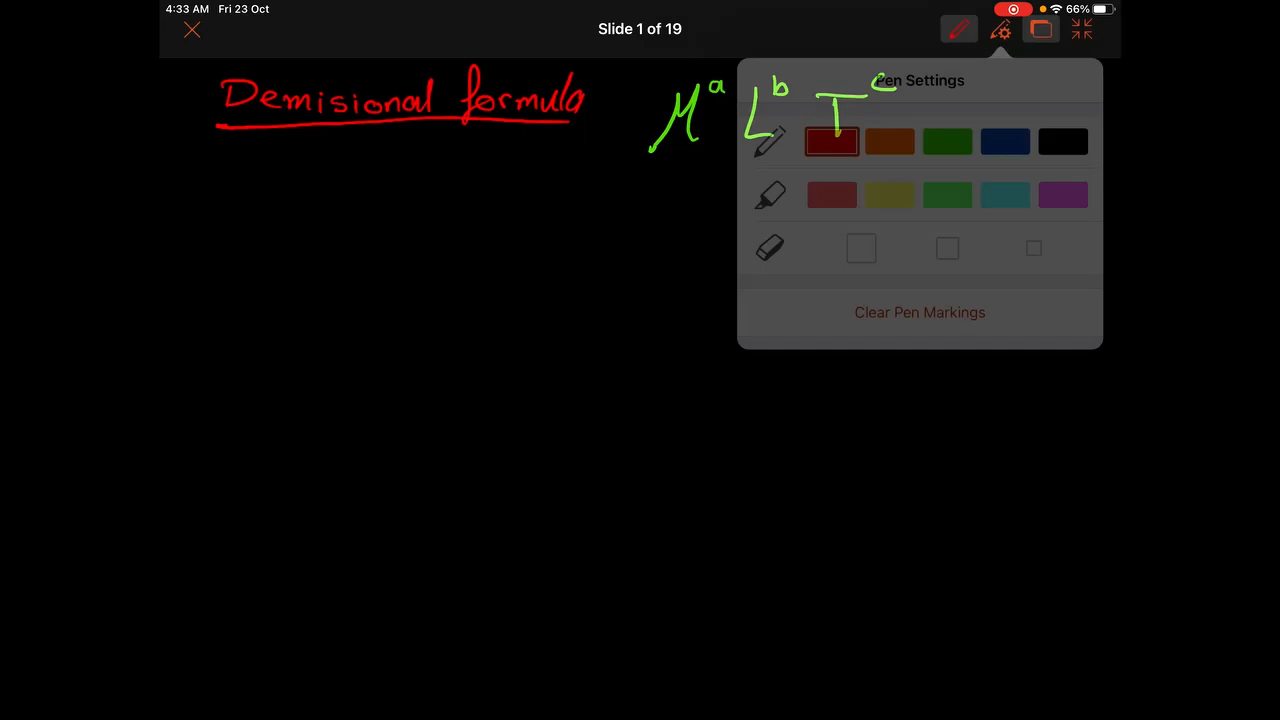 4:33 AM Fri 23 Oct
66%
Slide 1 of 19
Demisional formula
M^a L^b T^c
Pen Settings
Clear Pen Markings